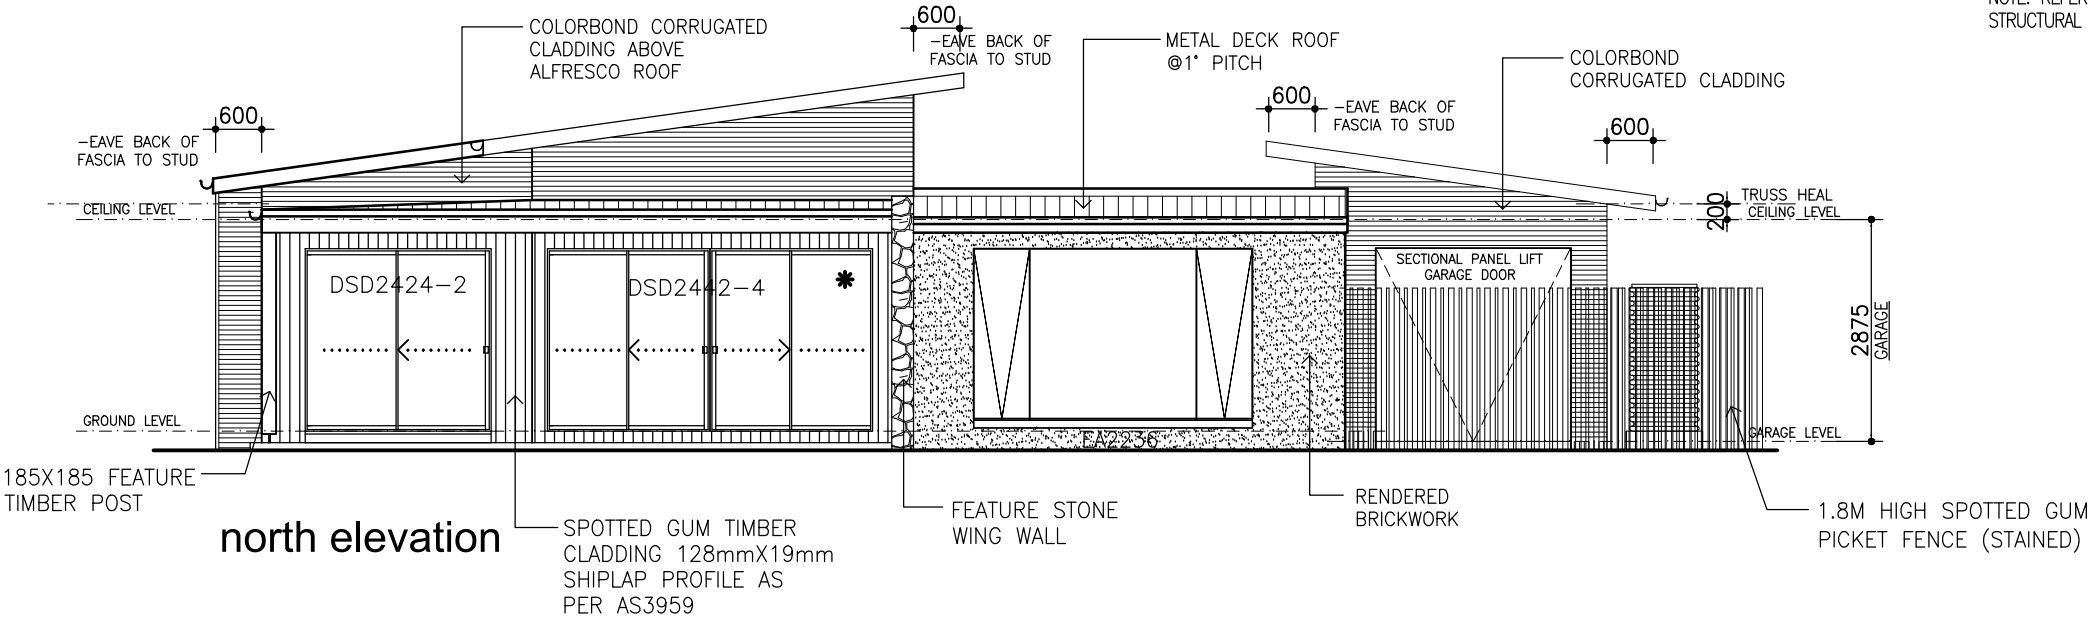 NOTE: REFER
STRUCTURAL
600
-EAVE BACK OF
FASCIA TO STUD
COLORBOND CORRUGATED
CLADDING ABOVE
ALFRESCO ROOF
600
-EAVE BACK OF
FASCIA TO STUD
METAL DECK ROOF
@1° PITCH
600
-EAVE BACK OF
FASCIA TO STUD
COLORBOND
CORRUGATED CLADDING
600
TRUSS HEAL
CEILING LEVEL
200
CEILING LEVEL
DSD2424-2
DSD2442-4
SECTIONAL PANEL LIFT
GARAGE DOOR
2875
GARAGE
GROUND LEVEL
EA2236
GARAGE LEVEL
185X185 FEATURE
TIMBER POST
north elevation
SPOTTED GUM TIMBER
CLADDING 128mmX19mm
SHIPLAP PROFILE AS
PER AS3959
FEATURE STONE
WING WALL
RENDERED
BRICKWORK
1.8M HIGH SPOTTED GUM
PICKET FENCE (STAINED)